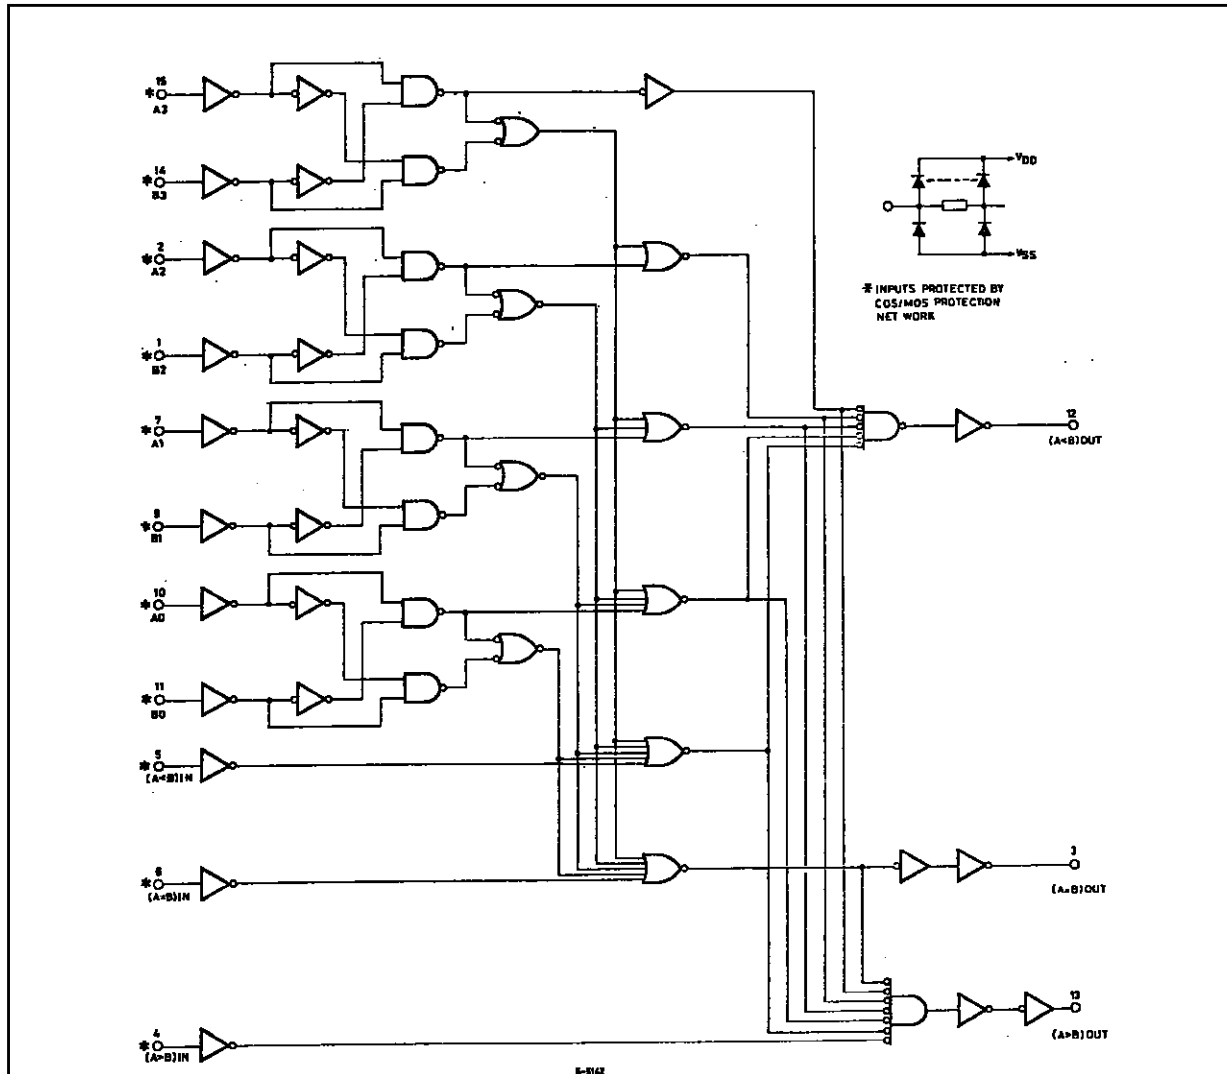 15
*
A3
14
*
B3
2
*
A2
1
*
B2
7
*
A1
9
*
B1
10
*
A0
11
*
B0
5
*
(A<B)IN
6
*
(A=B)IN
4
*
(A>B)IN
VDD
VSS
* INPUTS PROTECTED BY
COS/MOS PROTECTION
NET WORK
12
(A<B)OUT
3
(A=B)OUT
13
(A>B)OUT